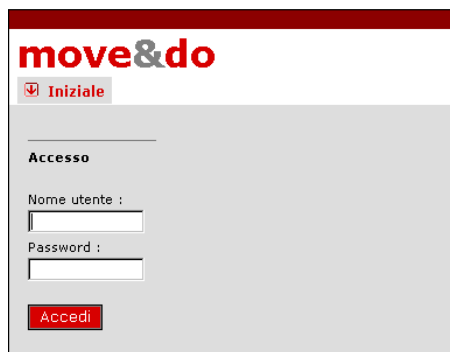 move&do
Iniziale
Accesso
Nome utente :
Password :
Accedi